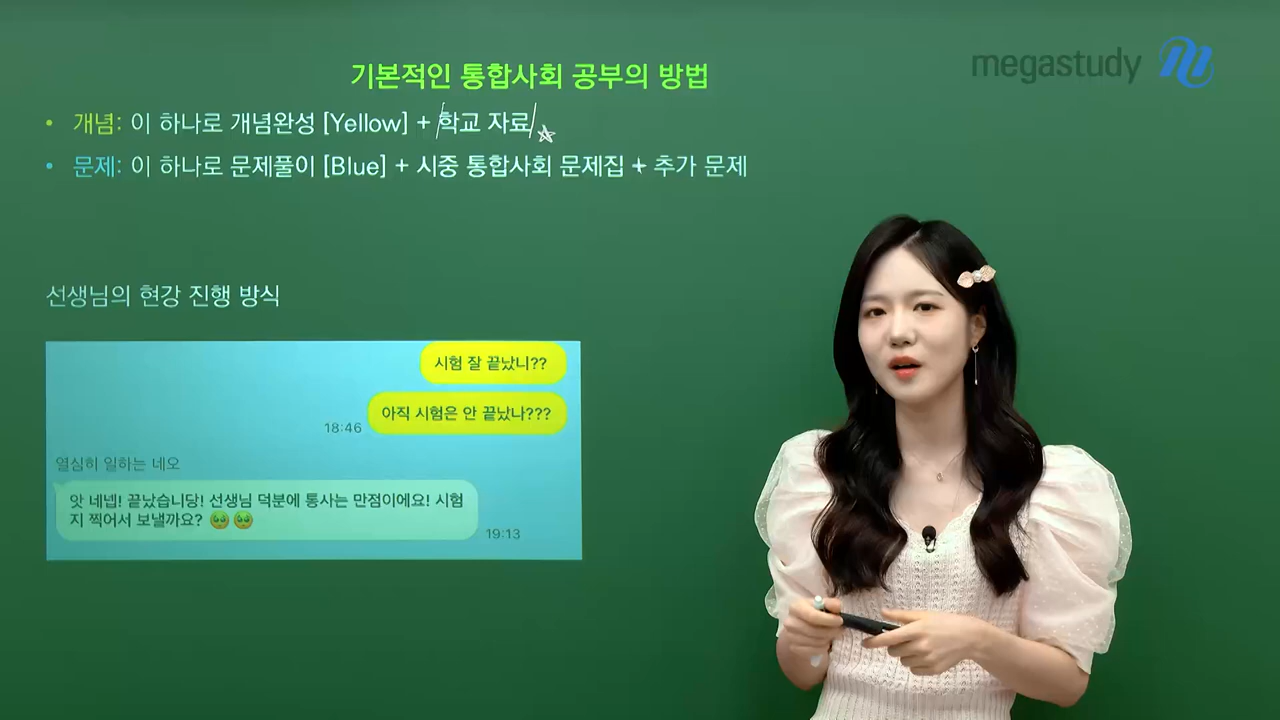 megastudy
기본적인 통합사회 공부의 방법
• 개념: 이 하나로 개념완성 [Yellow] + 학교 자료
• 문제: 이 하나로 문제풀이 [Blue] + 시중 통합사회 문제집 + 추가 문제
선생님의 현강 진행 방식
시험 잘 끝났니??
아직 시험은 안 끝났나???
18:46
열심히 일하는 네오
앗 네넵! 끝났습니당! 선생님 덕분에 통사는 만점이에요! 시험
지 찍어서 보낼까요? 🥹🥹
19:13